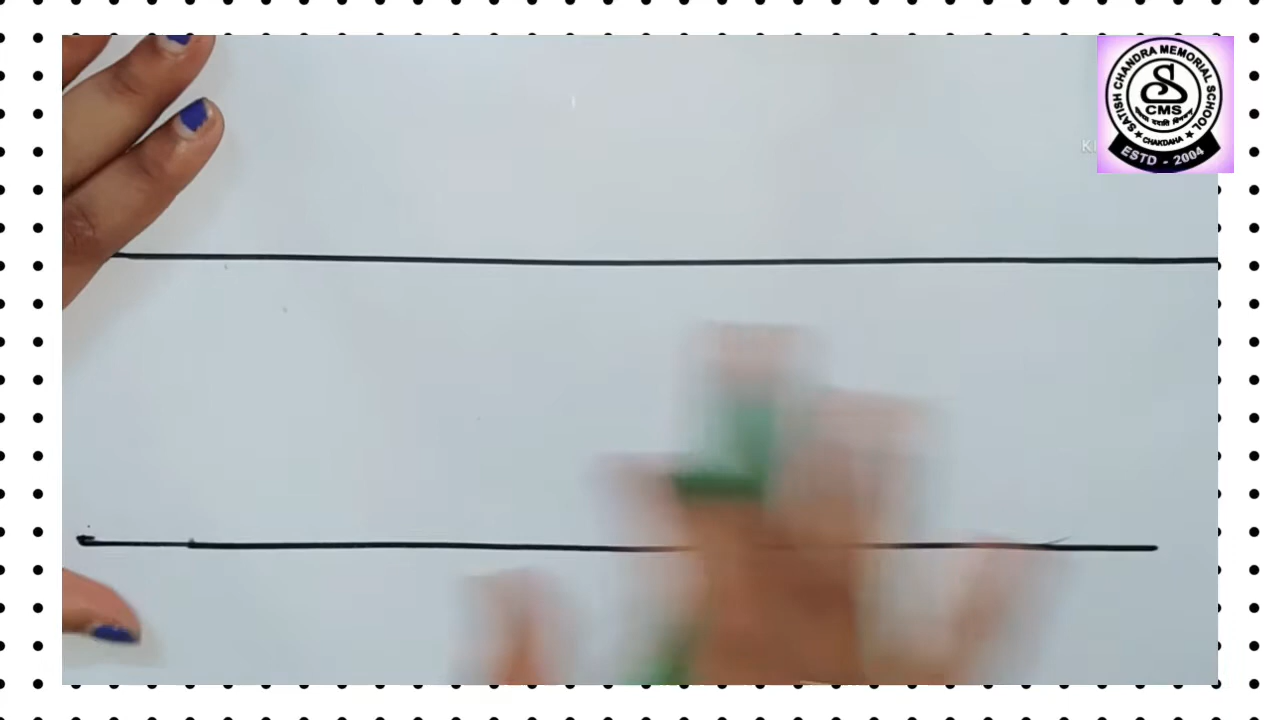 SATISH CHANDRA MEMORIAL SCHOOL
S
CMS
★ CHAKDAHA ★
ESTD - 2004